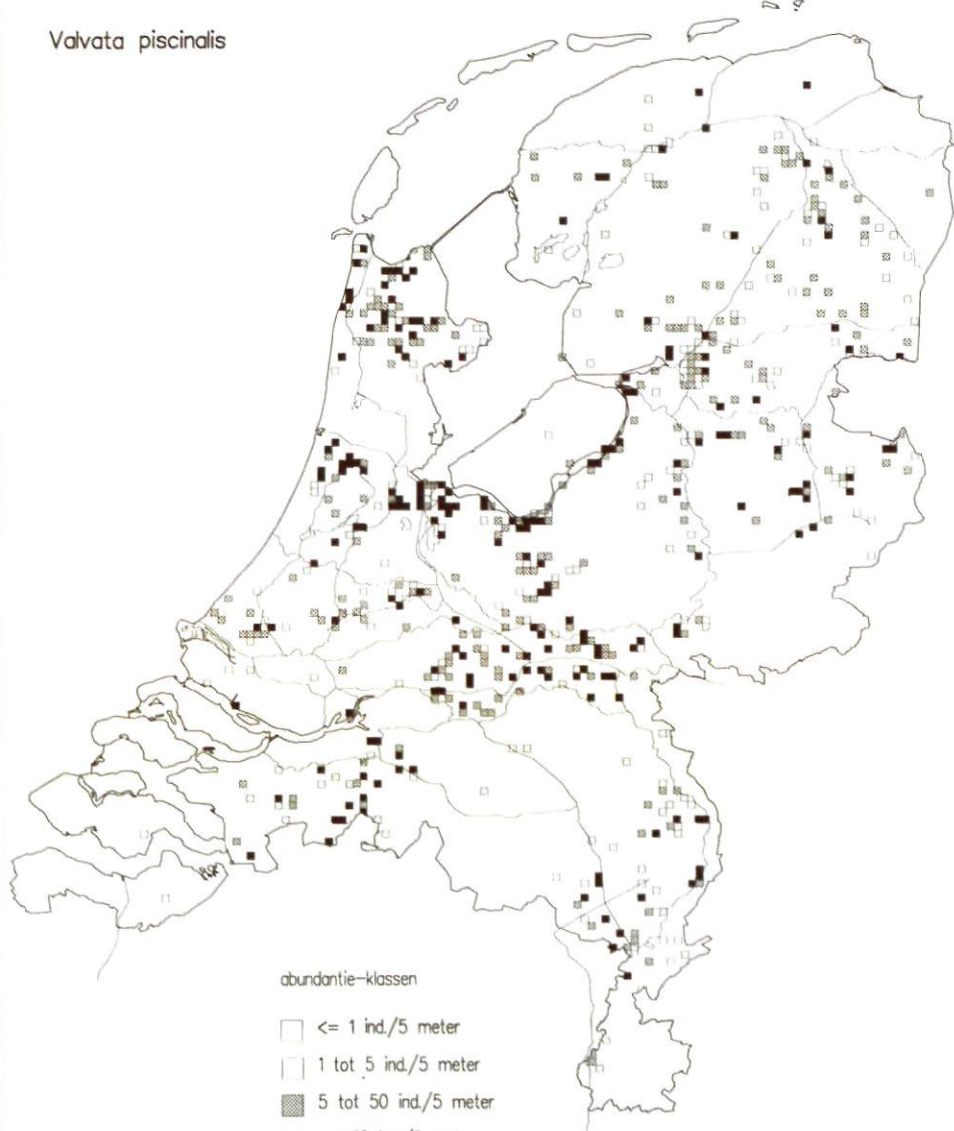 Valvata piscinalis
abundantie-klassen
<= 1 ind./5 meter
1 tot 5 ind./5 meter
5 tot 50 ind./5 meter